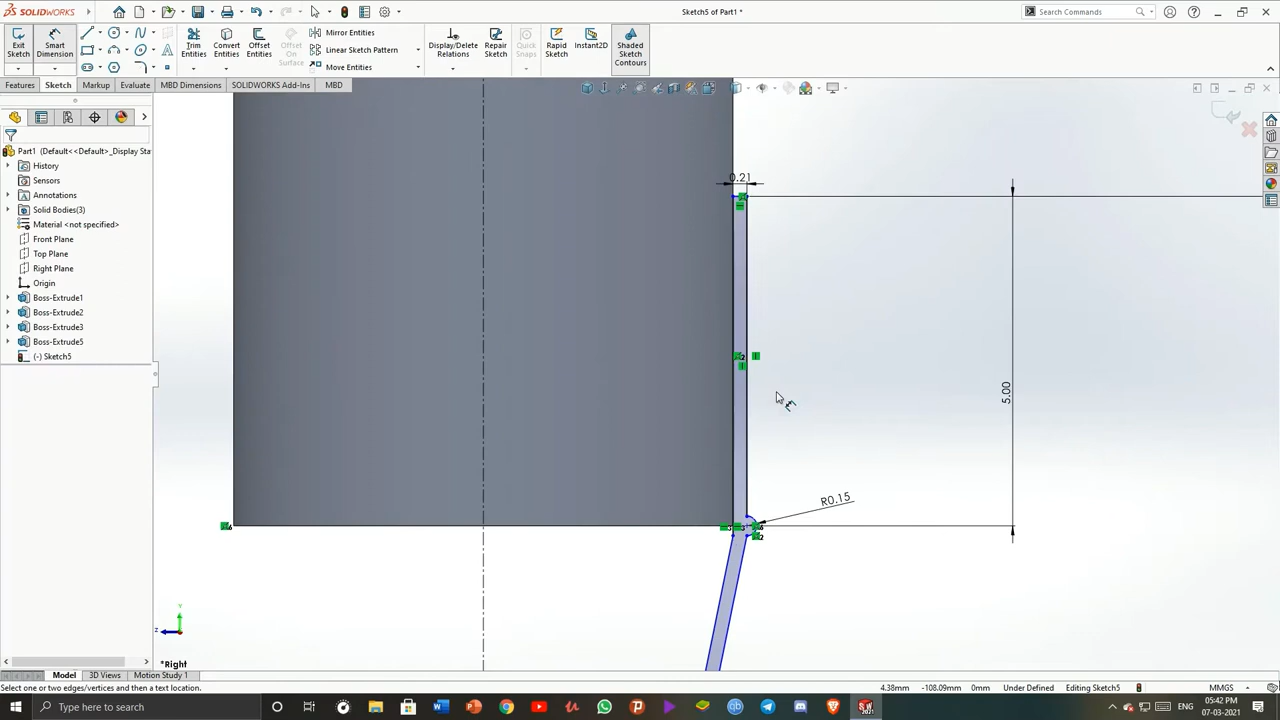 SOLIDWORKS
Sketch5 of Part1 *
Search Commands
Exit Sketch
Smart Dimension
Trim Entities
Convert Entities
Offset Entities
Offset On Surface
Mirror Entities
Linear Sketch Pattern
Move Entities
Display/Delete Relations
Repair Sketch
Quick Snaps
Rapid Sketch
Instant2D
Shaded Sketch Contours
Features Sketch Markup Evaluate MBD Dimensions SOLIDWORKS Add-Ins MBD
Part1 (Default<<Default>_Display Sta
History
Sensors
Annotations
Solid Bodies(3)
Material <not specified>
Front Plane
Top Plane
Right Plane
Origin
Boss-Extrude1
Boss-Extrude2
Boss-Extrude3
Boss-Extrude5
(-) Sketch5
0.21
5.00
R0.15
Y
Z
*Right
Model 3D Views Motion Study 1
Select one or two edges/vertices and then a text location.
4.38mm -108.09mm 0mm Under Defined Editing Sketch5 MMGS
Type here to search
ENG
05:42 PM
07-03-2021